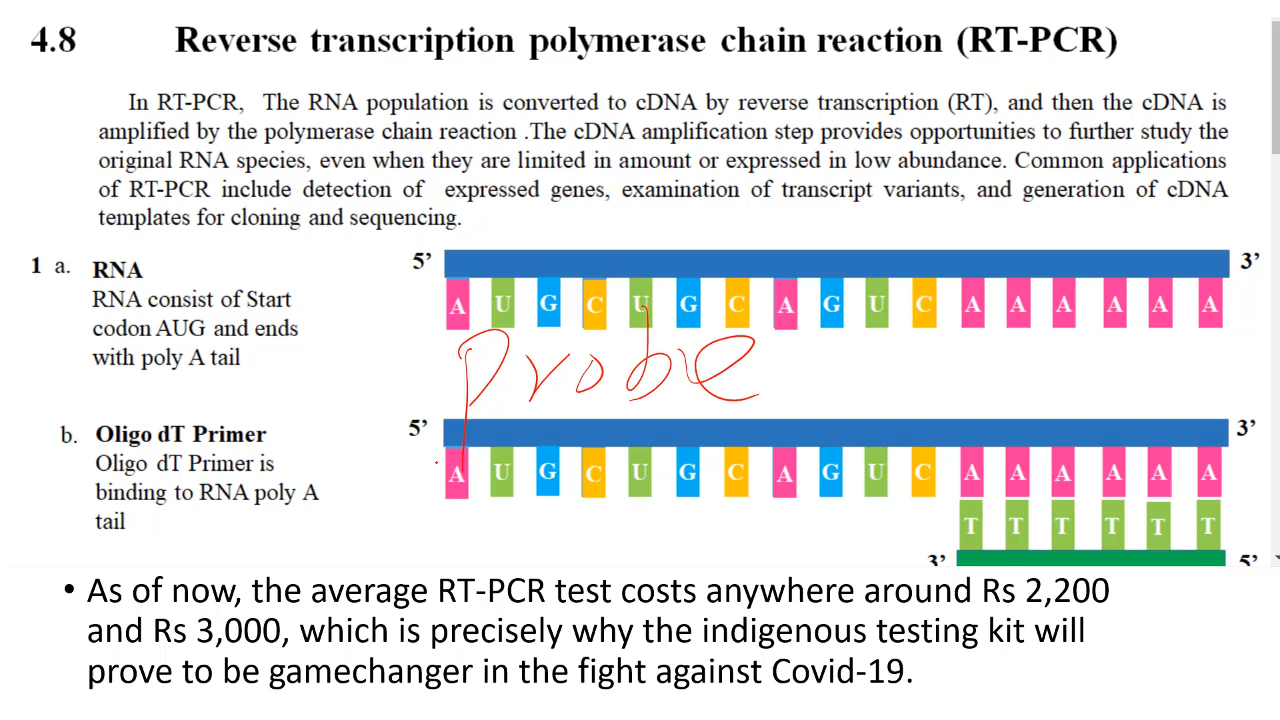 4.8 Reverse transcription polymerase chain reaction (RT-PCR)
In RT-PCR, The RNA population is converted to cDNA by reverse transcription (RT), and then the cDNA is
amplified by the polymerase chain reaction .The cDNA amplification step provides opportunities to further study the
original RNA species, even when they are limited in amount or expressed in low abundance. Common applications
of RT-PCR include detection of expressed genes, examination of transcript variants, and generation of cDNA
templates for cloning and sequencing.
1 a. RNA
RNA consist of Start
codon AUG and ends
with poly A tail
5’ 3’
A U G C U G C A G U C A A A A A A
probe
b. Oligo dT Primer
Oligo dT Primer is
binding to RNA poly A
tail
5’ 3’
A U G C U G C A G U C A A A A A A
T T T T T T
3’ 5’
• As of now, the average RT-PCR test costs anywhere around Rs 2,200
and Rs 3,000, which is precisely why the indigenous testing kit will
prove to be gamechanger in the fight against Covid-19.